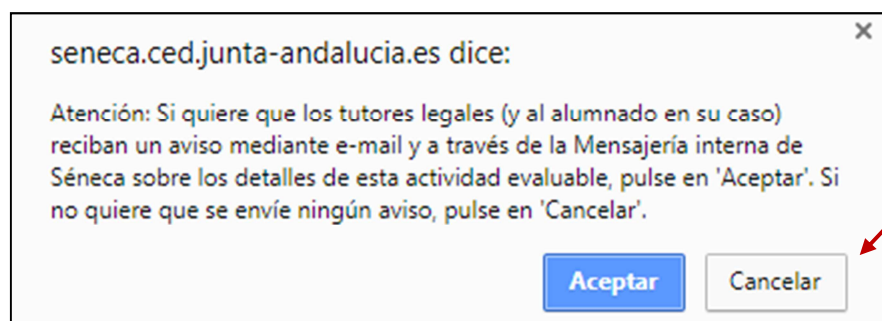 seneca.ced.junta-andalucia.es dice:
Atención: Si quiere que los tutores legales (y al alumnado en su caso)
reciban un aviso mediante e-mail y a través de la Mensajería interna de
Séneca sobre los detalles de esta actividad evaluable, pulse en 'Aceptar'. Si
no quiere que se envíe ningún aviso, pulse en 'Cancelar'.
Aceptar Cancelar